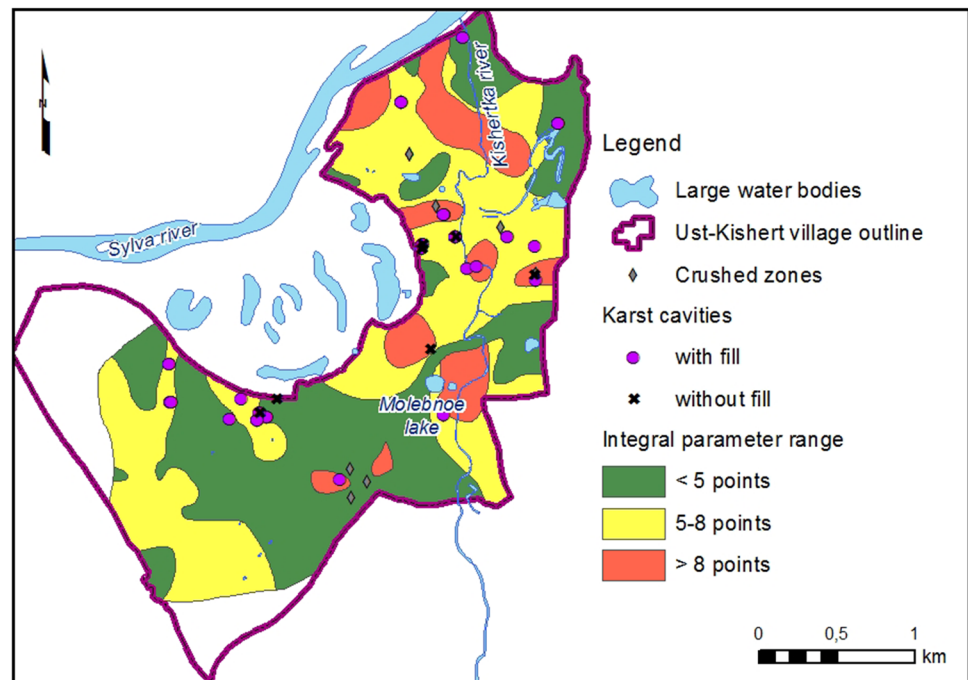 N
Kishertka river
Sylva river
Molebnoe
lake
Legend
Large water bodies
Ust-Kishert village outline
Crushed zones
Karst cavities
with fill
without fill
Integral parameter range
< 5 points
5-8 points
> 8 points
0 0,5 1
km